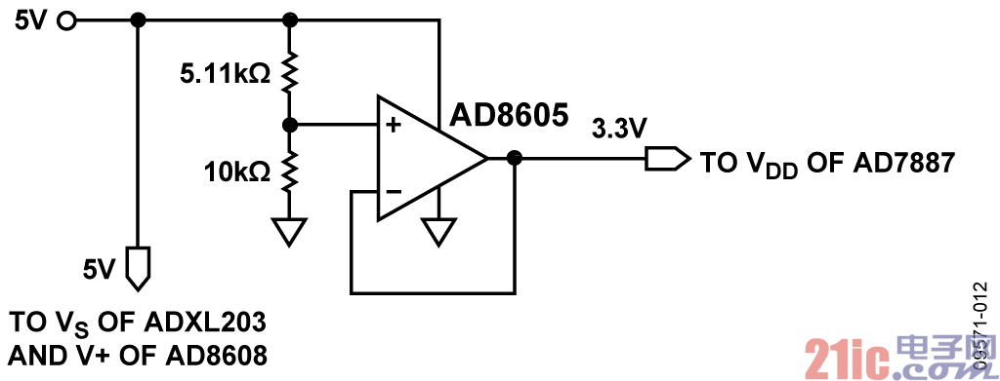 5V
5.11kΩ
AD8605
3.3V
10kΩ
+
−
TO VDD OF AD7887
5V
TO VS OF ADXL203
AND V+ OF AD8608
09571-012
21ic电子网
.com